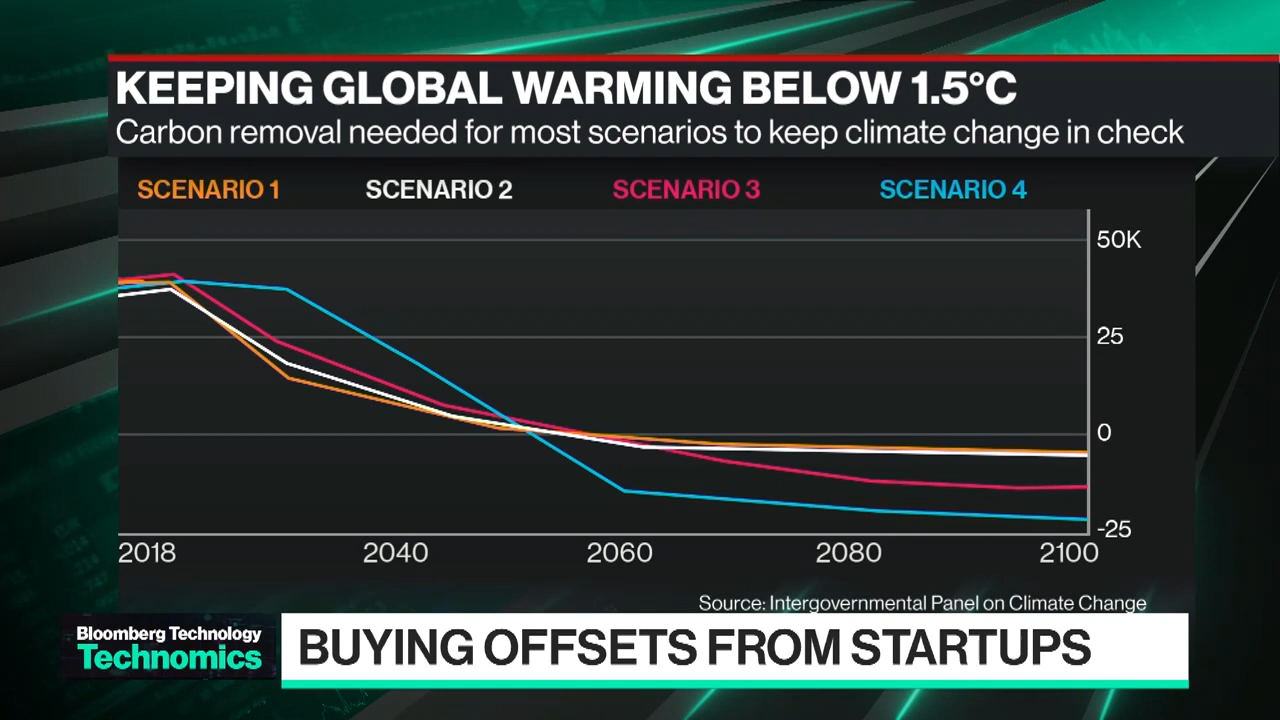 KEEPING GLOBAL WARMING BELOW 1.5°C
Carbon removal needed for most scenarios to keep climate change in check
SCENARIO 1 SCENARIO 2 SCENARIO 3 SCENARIO 4
50K
25
0
-25
2018 2040 2060 2080 2100
Source: Intergovernmental Panel on Climate Change
Bloomberg Technology
Technomics
BUYING OFFSETS FROM STARTUPS